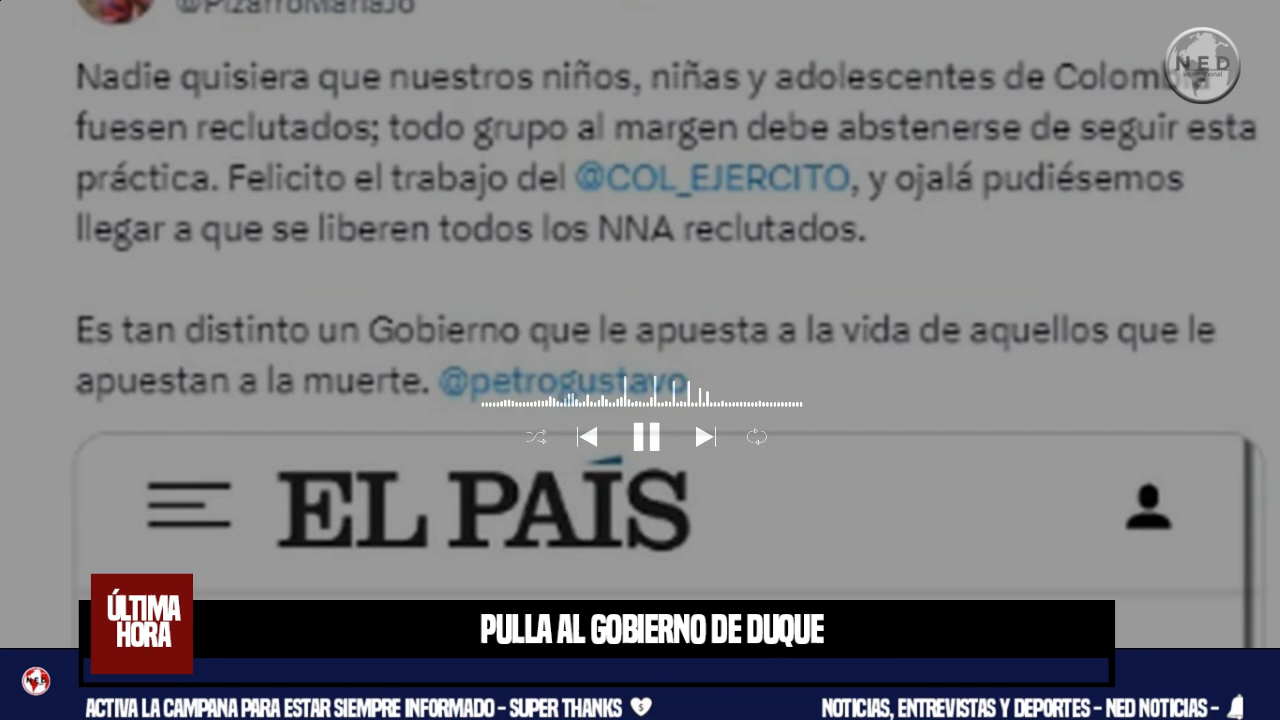 @PizarroMariaJo
Nadie quisiera que nuestros niños, niñas y adolescentes de
fuesen reclutados; todo grupo al margen debe abstenerse de seguir esta
práctica. Felicito el trabajo del @COL_EJERCITO, y ojalá pudiésemos
llegar a que se liberen todos los NNA reclutados.
Es tan distinto un Gobierno que le apuesta a la vida de aquellos que le
apuestan a la muerte. @petrogustavo
NED
EL PAÍS
ÚLTIMA
HORA
PULLA AL GOBIERNO DE DUQUE
ACTIVA LA CAMPANA PARA ESTAR SIEMPRE INFORMADO - SUPER THANKS
NOTICIAS, ENTREVISTAS Y DEPORTES - NED NOTICIAS -